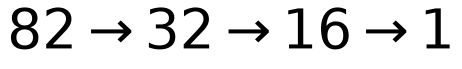 82 → 32 → 16 → 1